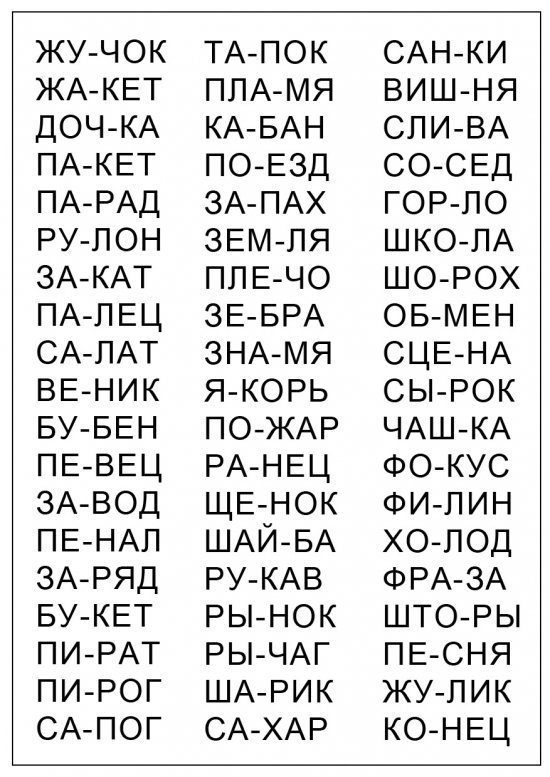 ЖУ-ЧОК ТА-ПОК САН-КИ
ЖА-КЕТ ПЛА-МЯ ВИШ-НЯ
ДОЧ-КА КА-БАН СЛИ-ВА
ПА-КЕТ ПО-ЕЗД СО-СЕД
ПА-РАД ЗА-ПАХ ГОР-ЛО
РУ-ЛОН ЗЕМ-ЛЯ ШКО-ЛА
ЗА-КАТ ПЛЕ-ЧО ШО-РОХ
ПА-ЛЕЦ ЗЕ-БРА ОБ-МЕН
СА-ЛАТ ЗНА-МЯ СЦЕ-НА
ВЕ-НИК Я-КОРЬ СЫ-РОК
БУ-БЕН ПО-ЖАР ЧАШ-КА
ПЕ-ВЕЦ РА-НЕЦ ФО-КУС
ЗА-ВОД ЩЕ-НОК ФИ-ЛИН
ПЕ-НАЛ ШАЙ-БА ХО-ЛОД
ЗА-РЯД РУ-КАВ ФРА-ЗА
БУ-КЕТ РЫ-НОК ШТО-РЫ
ПИ-РАТ РЫ-ЧАГ ПЕ-СНЯ
ПИ-РОГ ША-РИК ЖУ-ЛИК
СА-ПОГ СА-ХАР КО-НЕЦ